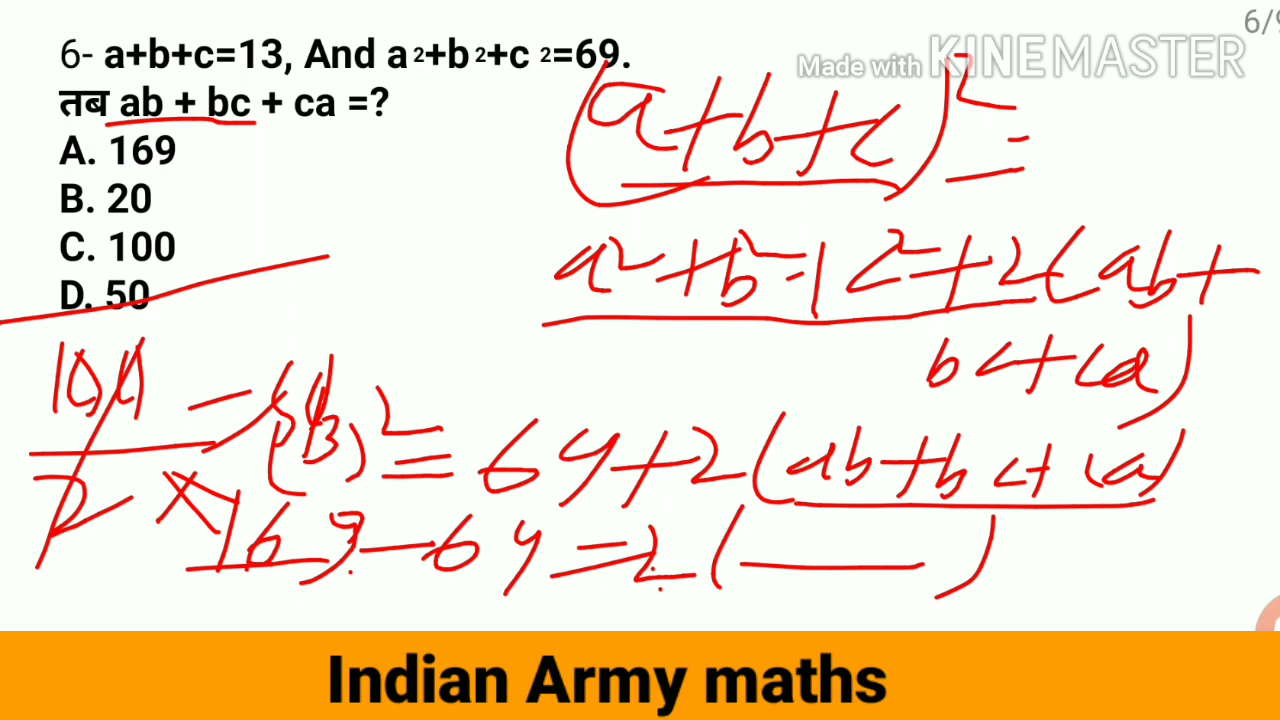 6/9
Made with KINEMASTER
6- a+b+c=13, And a²+b²+c²=69.
तब ab + bc + ca =?
A. 169
B. 20
C. 100
D. 50
(a+b+c)² =
a²+b²+c²+2(ab+
bc+ca)
100
2
(13)² = 69+2(ab+bc+ca)
169-69=2( )
Indian Army maths